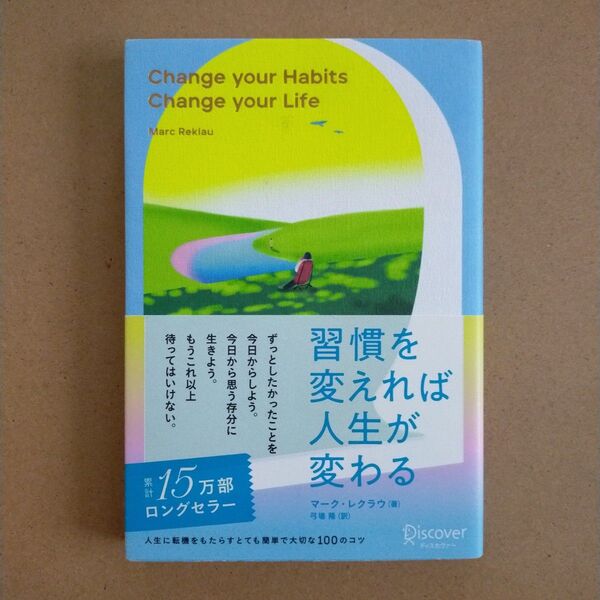 Change your Habits
Change your Life
Marc Reklau
習慣を
変えれば
人生が
変わる
マーク・レクラウ(著)
弓場 隆(訳)
ずっとしたかったことを
今日からしよう。
今日から思う存分に
生きよう。
もうこれ以上
待ってはいけない。
累計
15万部
ロングセラー
人生に転機をもたらすとても簡単で大切な100のコツ
Discover
ディスカヴァー